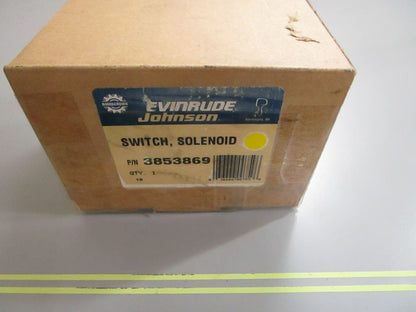 EVINRUDE
Johnson
SWITCH, SOLENOID
P/N 3853869
QTY. 1